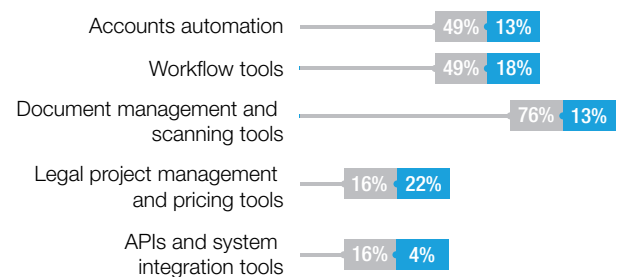 Accounts automation 49% 13%
Workflow tools 49% 18%
Document management and
scanning tools 76% 13%
Legal project management
and pricing tools 16% 22%
APIs and system
integration tools 16% 4%